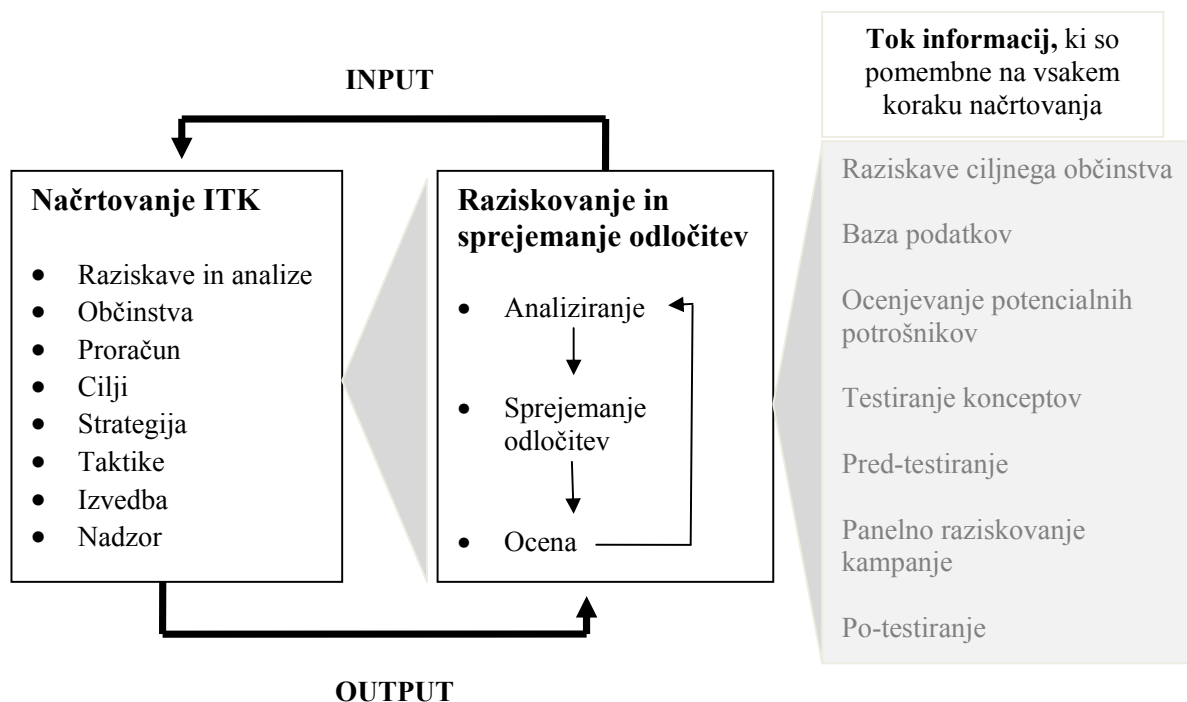 INPUT
Načrtovanje ITK
• Raziskave in analize
• Občinstva
• Proračun
• Cilji
• Strategija
• Taktike
• Izvedba
• Nadzor
Raziskovanje in
sprejemanje odločitev
• Analiziranje
• Sprejemanje
odločitev
• Ocena
Tok informacij, ki so
pomembne na vsakem
koraku načrtovanja
Raziskave ciljnega občinstva
Baza podatkov
Ocenjevanje potencialnih
potrošnikov
Testiranje konceptov
Pred-testiranje
Panelno raziskovanje
kampanje
Po-testiranje
OUTPUT